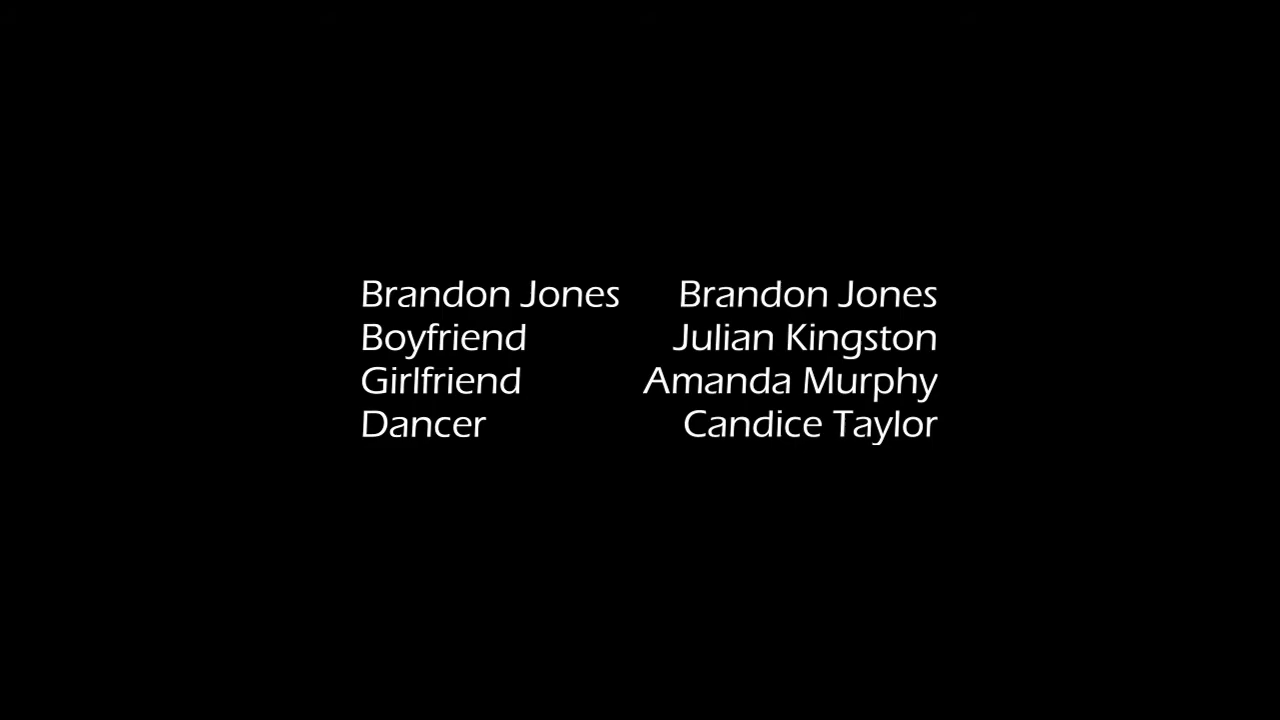 Brandon Jones Brandon Jones
Boyfriend Julian Kingston
Girlfriend Amanda Murphy
Dancer Candice Taylor